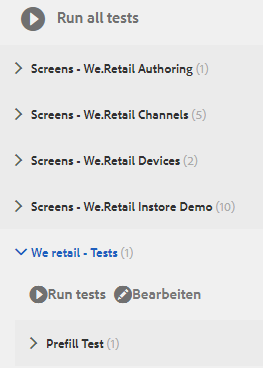 Run all tests
Screens - We.Retail Authoring (1)
Screens - We.Retail Channels (5)
Screens - We.Retail Devices (2)
Screens - We.Retail Instore Demo (10)
We retail - Tests (1)
Run tests Bearbeiten
Prefill Test (1)